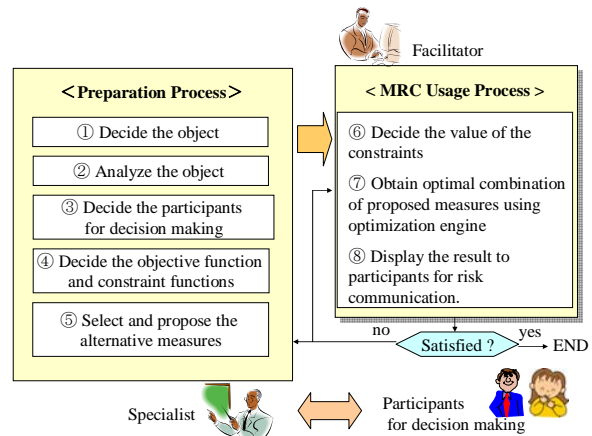 Facilitator
<Preparation Process>
① Decide the object
② Analyze the object
③ Decide the participants
for decision making
④ Decide the objective function
and constraint functions
⑤ Select and propose the
alternative measures
< MRC Usage Process >
⑥ Decide the value of the
constraints
⑦ Obtain optimal combination
of proposed measures using
optimization engine
⑧ Display the result to
participants for risk
communication.
no
Satisfied ?
yes
END
Specialist
Participants
for decision making